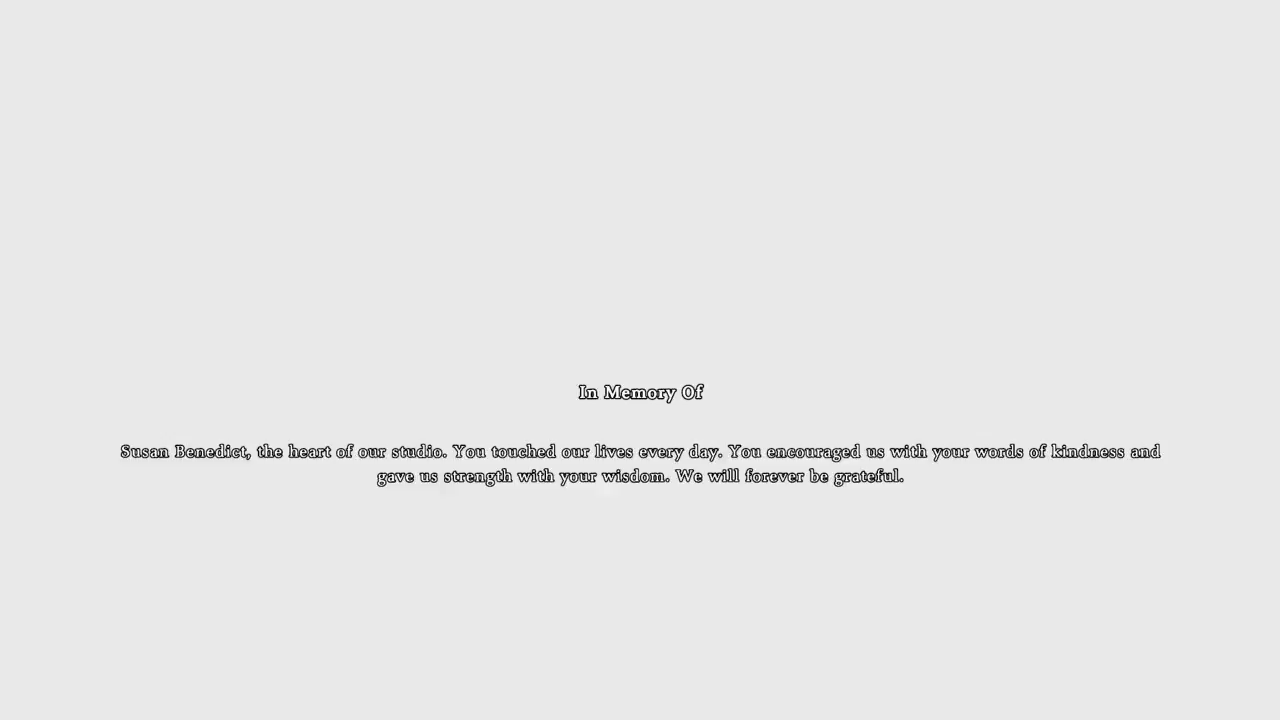 In Memory Of
Susan Benedict, the heart of our studio. You touched our lives every day. You encouraged us with your words of kindness and
gave us strength with your wisdom. We will forever be grateful.